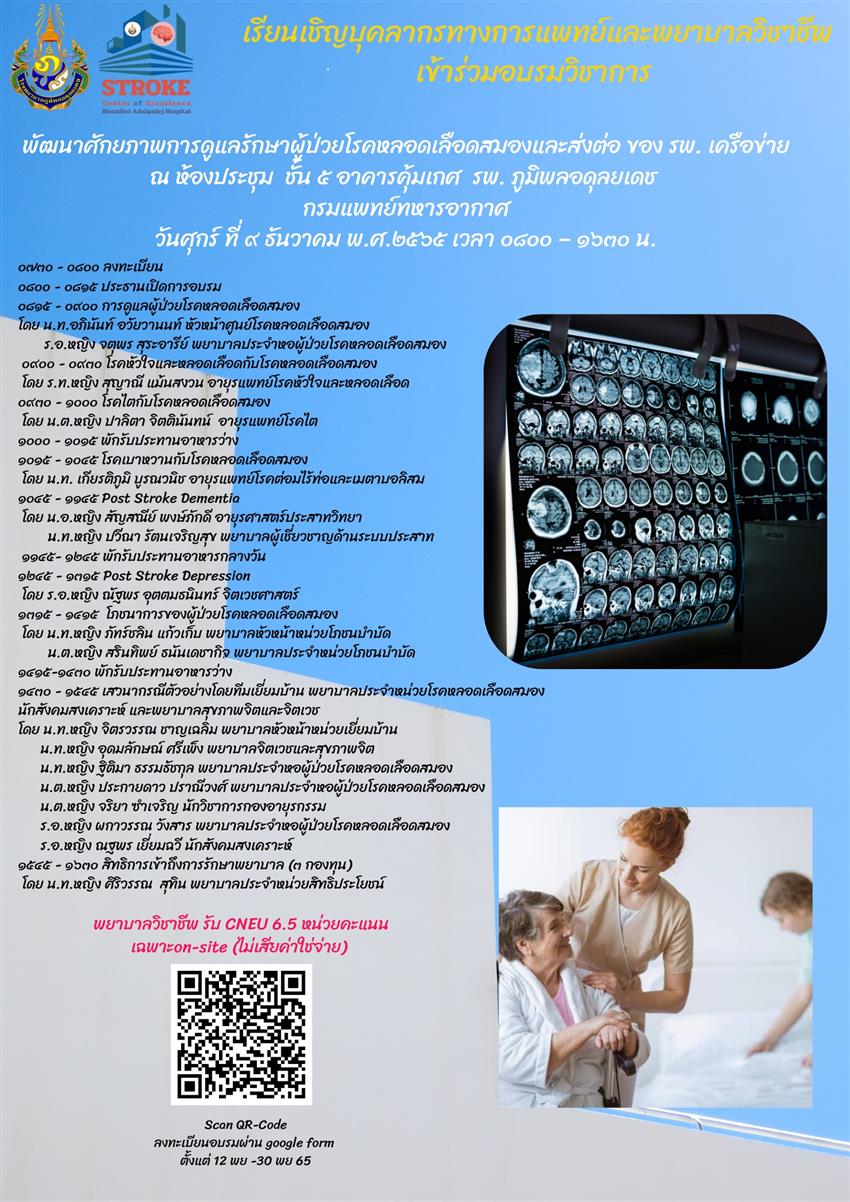 STROKE
Center of Excellence
Bhumibol Adulyadej Hospital
เรียนเชิญบุคลากรทางการแพทย์และพยาบาลวิชาชีพ
เข้าร่วมอบรมวิชาการ
พัฒนาศักยภาพการดูแลรักษาผู้ป่วยโรคหลอดเลือดสมองและส่งต่อ ของ รพ. เครือข่าย
ณ ห้องประชุม ชั้น ๕ อาคารคุ้มเกศ รพ. ภูมิพลอดุลยเดช
กรมแพทย์ทหารอากาศ
วันศุกร์ ที่ ๙ ธันวาคม พ.ศ.๒๕๖๕ เวลา ๐๘๐๐ – ๑๖๓๐ น.
๐๗๓๐ - ๐๘๐๐ ลงทะเบียน
๐๘๐๐ - ๐๘๑๕ ประธานเปิดการอบรม
๐๘๑๕ - ๐๙๐๐ การดูแลผู้ป่วยโรคหลอดเลือดสมอง
โดย น.ท.อภินันท์ อวัยวานนท์ หัวหน้าศูนย์โรคหลอดเลือดสมอง
ร.อ.หญิง จตพร สุระอารีย์ พยาบาลประจำหอผู้ป่วยโรคหลอดเลือดสมอง
๐๙๐๐ - ๐๙๓๐ โรคหัวใจและหลอดเลือดกับโรคหลอดเลือดสมอง
โดย ร.ท.หญิง สุญาณี แม้นสงวน อายุรแพทย์โรคหัวใจและหลอดเลือด
๐๙๓๐ - ๑๐๐๐ โรคไตกับโรคหลอดเลือดสมอง
โดย น.ต.หญิง ปาลิตา จิตตินันทน์ อายุรแพทย์โรคไต
๑๐๐๐ - ๑๐๑๕ พักรับประทานอาหารว่าง
๑๐๑๕ - ๑๐๔๕ โรคเบาหวานกับโรคหลอดเลือดสมอง
โดย น.ท. เกียรติภูมิ บูรณวนิช อายุรแพทย์โรคต่อมไร้ท่อและเมตาบอลิสม
๑๐๔๕ - ๑๑๔๕ Post Stroke Dementia
โดย น.อ.หญิง สัญสณีย์ พงษ์ภักดี อายุรศาสตร์ประสาทวิทยา
น.ท.หญิง ปวีณา รัตนเจริญสุข พยาบาลผู้เชี่ยวชาญด้านระบบประสาท
๑๑๔๕- ๑๒๔๕ พักรับประทานอาหารกลางวัน
๑๒๔๕ - ๑๓๑๕ Post Stroke Depression
โดย ร.อ.หญิง ณัฐพร อุตตมธนินทร์ จิตเวชศาสตร์
๑๓๑๕ - ๑๔๑๕ โภชนาการของผู้ป่วยโรคหลอดเลือดสมอง
โดย น.ท.หญิง ภัทร์ชลิน แก้วเก็บ พยาบาลหัวหน้าหน่วยโภชนบำบัด
น.ต.หญิง สรินทิพย์ ธนันเดชากิจ พยาบาลประจำหน่วยโภชนบำบัด
๑๔๑๕-๑๔๓๐ พักรับประทานอาหารว่าง
๑๔๓๐ - ๑๕๔๕ เสวนากรณีตัวอย่างโดยทีมเยี่ยมบ้าน พยาบาลประจำหน่วยโรคหลอดเลือดสมอง
นักสังคมสงเคราะห์ และพยาบาลสุขภาพจิตและจิตเวช
โดย น.ท.หญิง จิตรวรรณ ชาญเฉลิม พยาบาลหัวหน้าหน่วยเยี่ยมบ้าน
น.ท.หญิง อุดมลักษณ์ ศรีเพ็ง พยาบาลจิตเวชและสุขภาพจิต
น.ท.หญิง ฐิติมา ธรรมธัชกุล พยาบาลประจำหอผู้ป่วยโรคหลอดเลือดสมอง
น.ต.หญิง ประกายดาว ปราณีวงศ์ พยาบาลประจำหอผู้ป่วยโรคหลอดเลือดสมอง
น.ต.หญิง จริยา ชำเจริญ นักวิชาการกองอายุรกรรม
ร.อ.หญิง ผกาวรรณ วังสาร พยาบาลประจำหอผู้ป่วยโรคหลอดเลือดสมอง
ร.อ.หญิง ณฐพร เยี่ยมฉวี นักสังคมสงเคราะห์
๑๕๔๕ - ๑๖๓๐ สิทธิการเข้าถึงการรักษาพยาบาล (๓ กองทุน)
โดย น.ท.หญิง ศิริวรรณ สุทิน พยาบาลประจำหน่วยสิทธิประโยชน์
พยาบาลวิชาชีพ รับ CNEU 6.5 หน่วยคะแนน
เฉพาะon-site (ไม่เสียค่าใช้จ่าย)
Scan QR-Code
ลงทะเบียนอบรมผ่าน google form
ตั้งแต่ 12 พย -30 พย 65